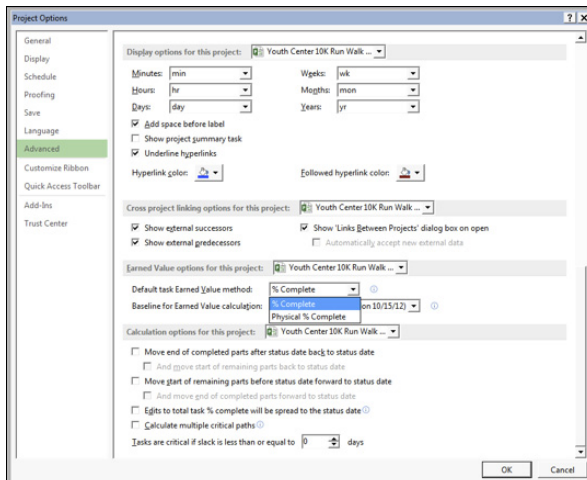 Project Options
General
Display
Schedule
Proofing
Save
Language
Advanced
Customize Ribbon
Quick Access Toolbar
Add-Ins
Trust Center
Display options for this project: Youth Center 10K Run Walk ...
Minutes: min Weeks: wk
Hours: hr Months: mon
Days: day Years: yr
Add space before label
Show project summary task
Underline hyperlinks
Hyperlink color: Followed hyperlink color:
Cross project linking options for this project: Youth Center 10K Run Walk ...
Show external successors Show 'Links Between Projects' dialog box on open
Show external predecessors Automatically accept new external data
Earned Value options for this project: Youth Center 10K Run Walk ...
Default task Earned Value method: % Complete
% Complete
Baseline for Earned Value calculation: on 10/15/12)
Physical % Complete
Calculation options for this project: Youth Center 10K Run Walk ...
Move end of completed parts after status date back to status date
And move start of remaining parts back to status date
Move start of remaining parts before status date forward to status date
And move end of completed parts forward to status date
Edits to total task % complete will be spread to the status date
Calculate multiple critical paths
Tasks are critical if slack is less than or equal to 0 days
OK Cancel